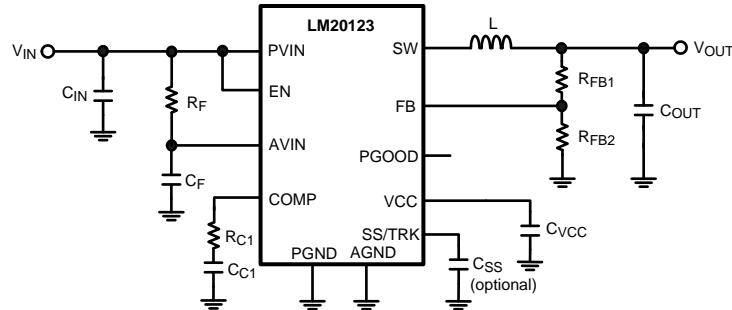 LM20123
VIN
PVIN
SW
L
VOUT
CIN
RF
EN
FB
RFB1
COUT
AVIN
PGOOD
RFB2
CF
COMP
VCC
RC1
SS/TRK
CVCC
CC1
PGND
AGND
CSS
(optional)